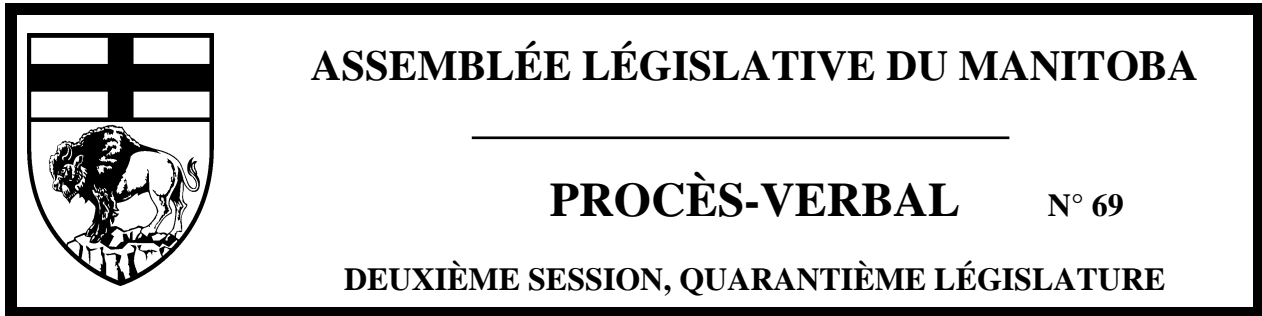 ASSEMBLÉE LÉGISLATIVE DU MANITOBA
PROCÈS-VERBAL N° 69
DEUXIÈME SESSION, QUARANTIÈME LÉGISLATURE